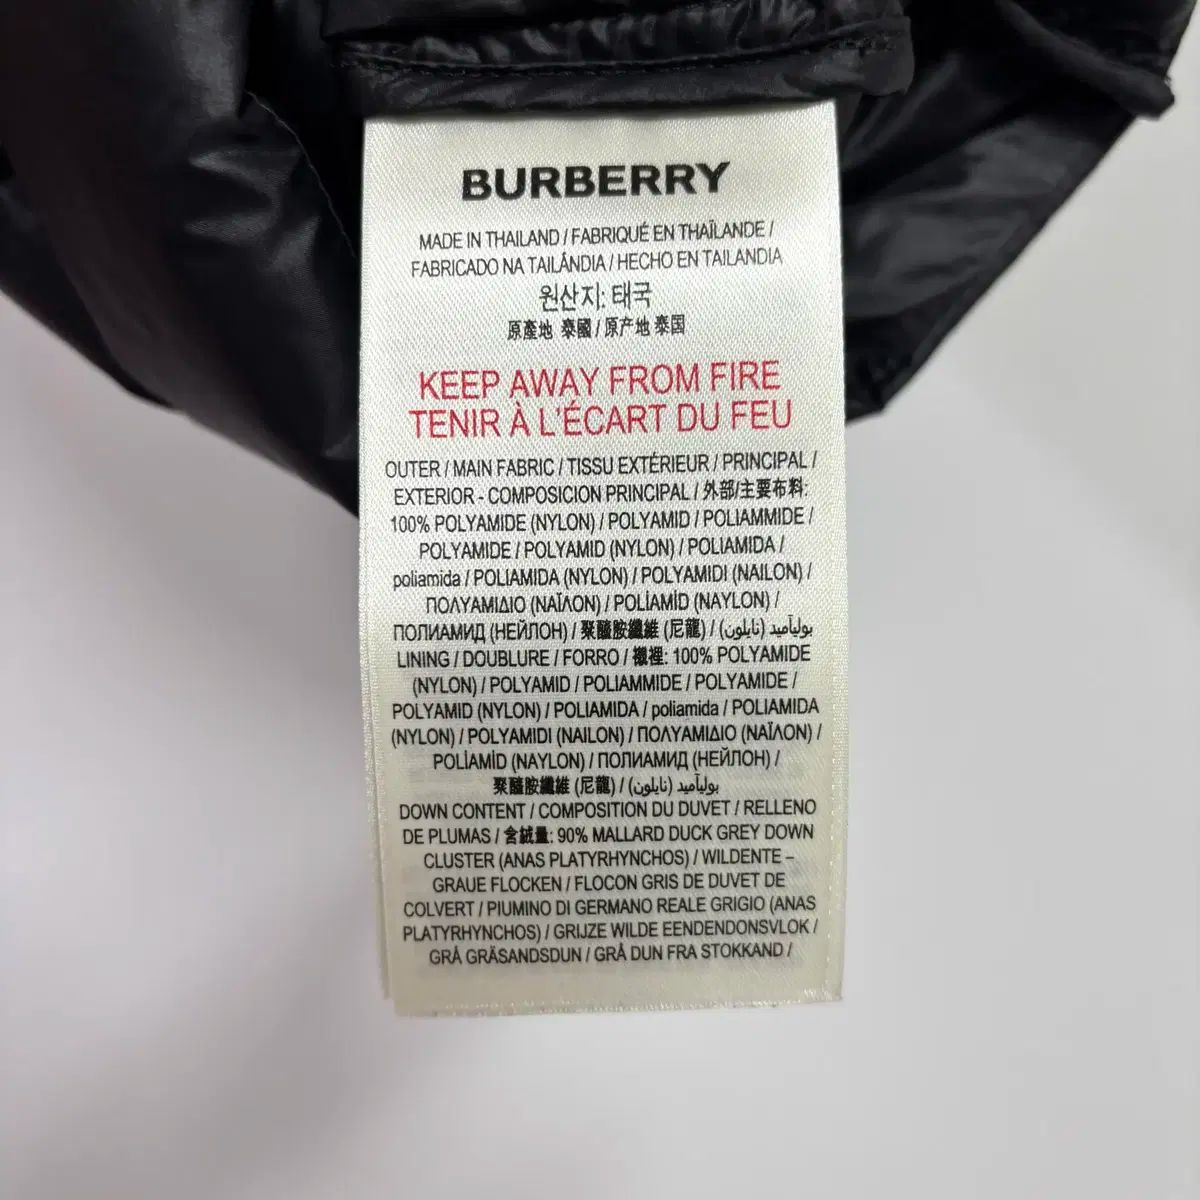 BURBERRY
MADE IN THAILAND / FABRIQUÉ EN THAÏLANDE /
FABRICADO NA TAILÂNDIA / HECHO EN TAILANDIA
원산지: 태국
原產地 泰國 / 原产地 泰国
KEEP AWAY FROM FIRE
TENIR À L'ÉCART DU FEU
OUTER / MAIN FABRIC / TISSU EXTÉRIEUR / PRINCIPAL /
EXTERIOR - COMPOSICION PRINCIPAL / 外部/主要布料:
100% POLYAMIDE (NYLON) / POLYAMID / POLIAMMIDE /
POLYAMIDE / POLYAMID (NYLON) / POLIAMIDA /
poliamida / POLIAMIDA (NYLON) / POLYAMIDI (NAILON) /
ΠΟΛΥΑΜΙΔΙΟ (ΝΑΪΛΟΝ) / POLİAMİD (NAYLON) /
ПОЛИАМИД (НЕЙЛОН) / 聚醯胺纖維 (尼龍) / بولياميد (نايلون)
LINING / DOUBLURE / FORRO / 襯裡: 100% POLYAMIDE
(NYLON) / POLYAMID / POLIAMMIDE / POLYAMIDE /
POLYAMID (NYLON) / POLIAMIDA / poliamida / POLIAMIDA
(NYLON) / POLYAMIDI (NAILON) / ΠΟΛΥΑΜΙΔΙΟ (ΝΑΪΛΟΝ) /
POLİAMİD (NAYLON) / ПОЛИАМИД (НЕЙЛОН) /
聚醯胺纖維 (尼龍) / بولياميد (نايلون)
DOWN CONTENT / COMPOSITION DU DUVET / RELLENO
DE PLUMAS / 含絨量: 90% MALLARD DUCK GREY DOWN
CLUSTER (ANAS PLATYRHYNCHOS) / WILDENTE –
GRAUE FLOCKEN / FLOCON GRIS DE DUVET DE
COLVERT / PIUMINO DI GERMANO REALE GRIGIO (ANAS
PLATYRHYNCHOS) / GRIJZE WILDE EENDENDONSVLOK /
GRÅ GRÄSANDSDUN / GRÅ DUN FRA STOKKAND /